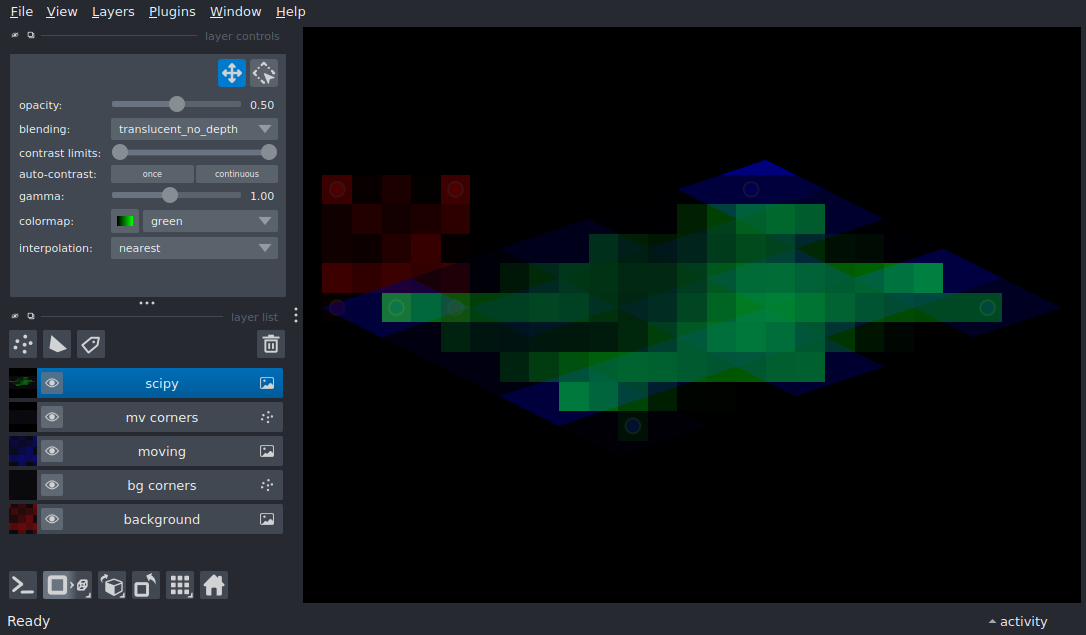 File View Layers Plugins Window Help
layer controls
opacity: 0.50
blending: translucent_no_depth
contrast limits:
auto-contrast: once continuous
gamma: 1.00
colormap: green
interpolation: nearest
layer list
scipy
mv corners
moving
bg corners
background
Ready activity